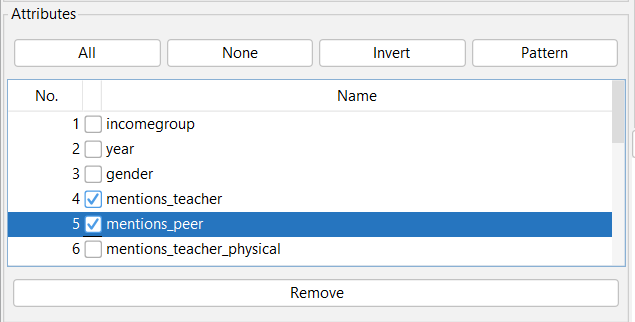 Attributes
All None Invert Pattern
No. Name
1 incomegroup
2 year
3 gender
4 mentions_teacher
5 mentions_peer
6 mentions_teacher_physical
Remove